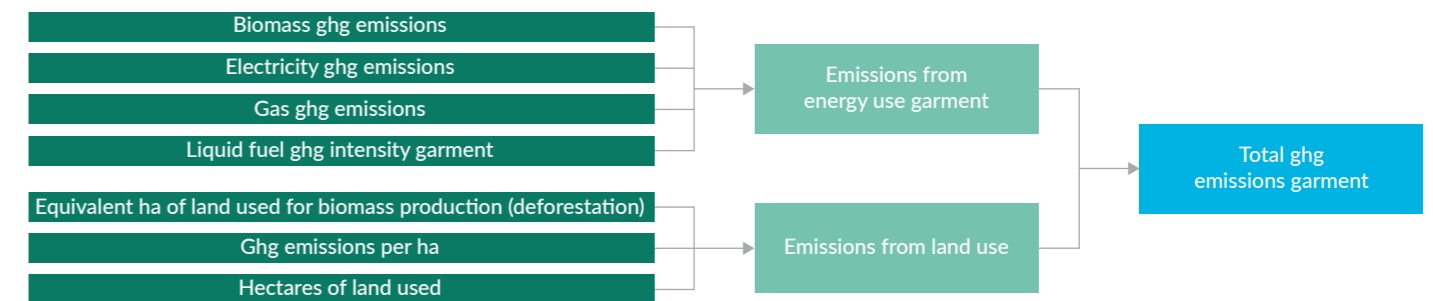 Biomass ghg emissions
Electricity ghg emissions
Gas ghg emissions
Liquid fuel ghg intensity garment
Equivalent ha of land used for biomass production (deforestation)
Ghg emissions per ha
Hectares of land used
Emissions from
energy use garment
Emissions from land use
Total ghg
emissions garment